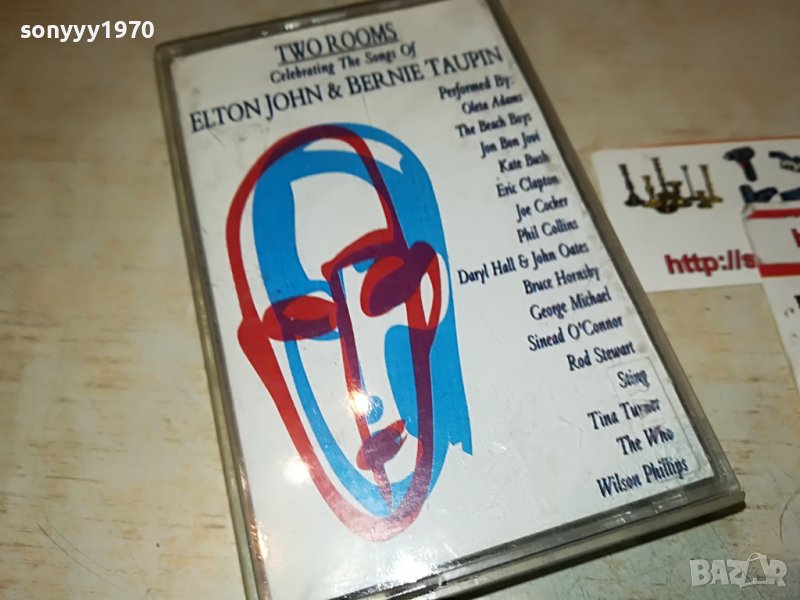 sonyyy1970
TWO ROOMS
Celebrating The Songs Of
ELTON JOHN & BERNIE TAUPIN
Performed By:
Oleta Adams
The Beach Boys
Jon Bon Jovi
Kate Bush
Eric Clapton
Joe Cocker
Phil Collins
Daryl Hall & John Oates
Bruce Hornsby
George Michael
Sinead O'Connor
Rod Stewart
Sting
Tina Turner
The Who
Wilson Phillips
http://s
BAZAR